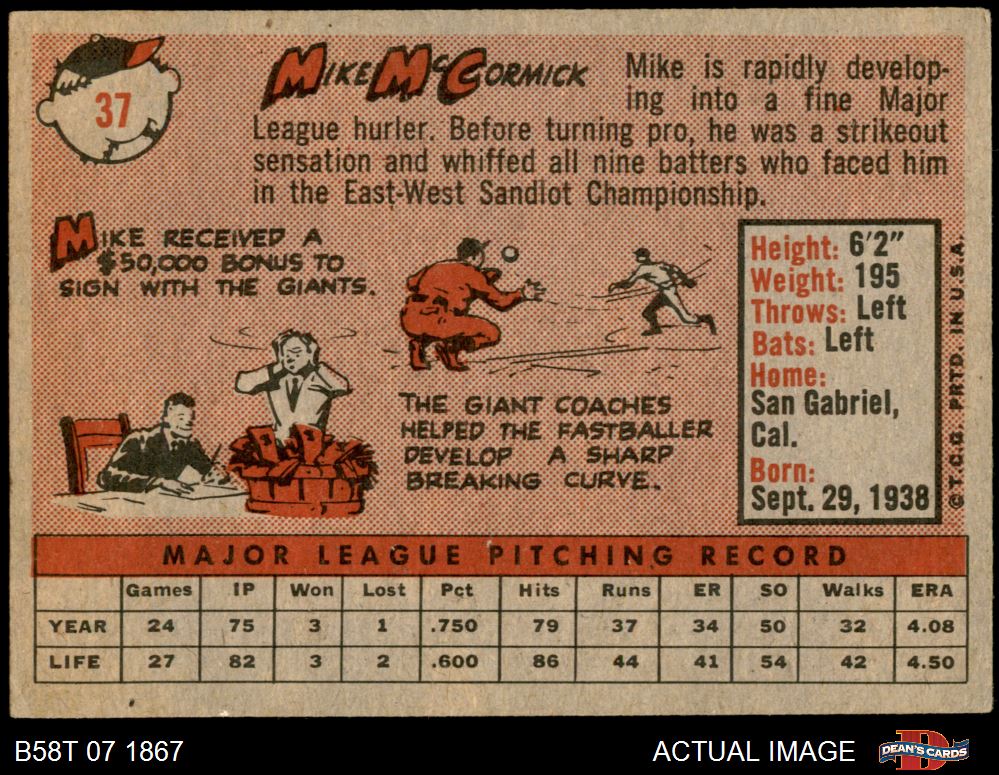 37
MIKE McCORMICK
Mike is rapidly develop-
ing into a fine Major
League hurler. Before turning pro, he was a strikeout
sensation and whiffed all nine batters who faced him
in the East-West Sandlot Championship.
MIKE RECEIVED A
$50,000 BONUS TO
SIGN WITH THE GIANTS.
THE GIANT COACHES
HELPED THE FASTBALLER
DEVELOP A SHARP
BREAKING CURVE.
Height: 6'2"
Weight: 195
Throws: Left
Bats: Left
Home:
San Gabriel,
Cal.
Born:
Sept. 29, 1938
© T.C.G. PRTD. IN U.S.A.
MAJOR LEAGUE PITCHING RECORD
Games IP Won Lost Pct Hits Runs ER SO Walks ERA
YEAR 24 75 3 1 .750 79 37 34 50 32 4.08
LIFE 27 82 3 2 .600 86 44 41 54 42 4.50
B58T 07 1867
ACTUAL IMAGE
D
DEAN'S CARDS